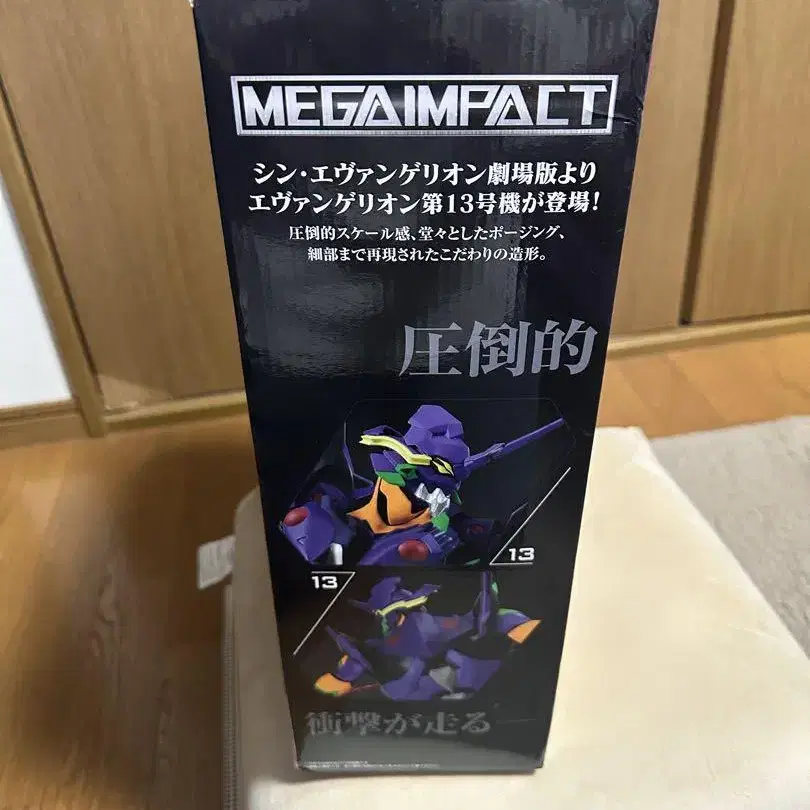 MEGAIMPACT
シン・エヴァンゲリオン劇場版より
エヴァンゲリオン第13号機が登場!
圧倒的スケール感、堂々としたポージング、
細部まで再現されたこだわりの造形。
圧倒的
13
13
衝撃が走る